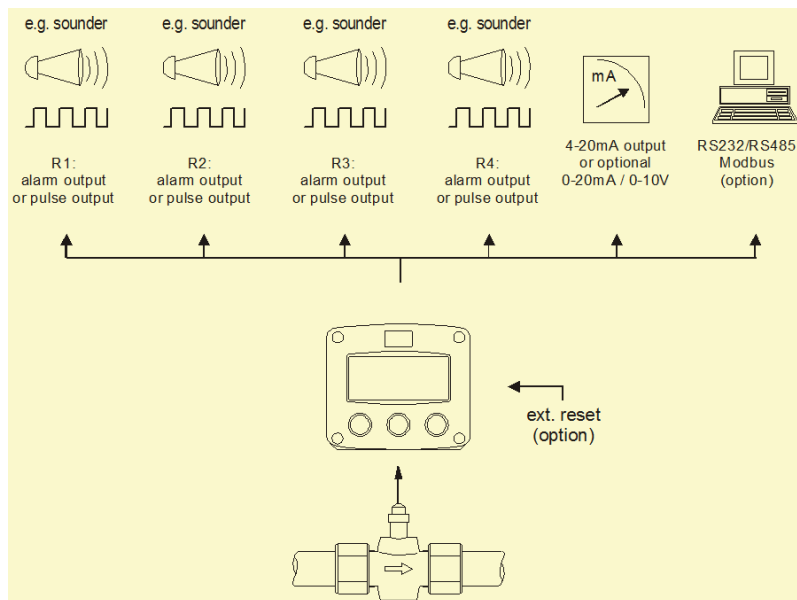 e.g. sounder
e.g. sounder
e.g. sounder
e.g. sounder
mA
R1:
alarm output
or pulse output
R2:
alarm output
or pulse output
R3:
alarm output
or pulse output
R4:
alarm output
or pulse output
4-20mA output
or optional
0-20mA / 0-10V
RS232/RS485
Modbus
(option)
ext. reset
(option)